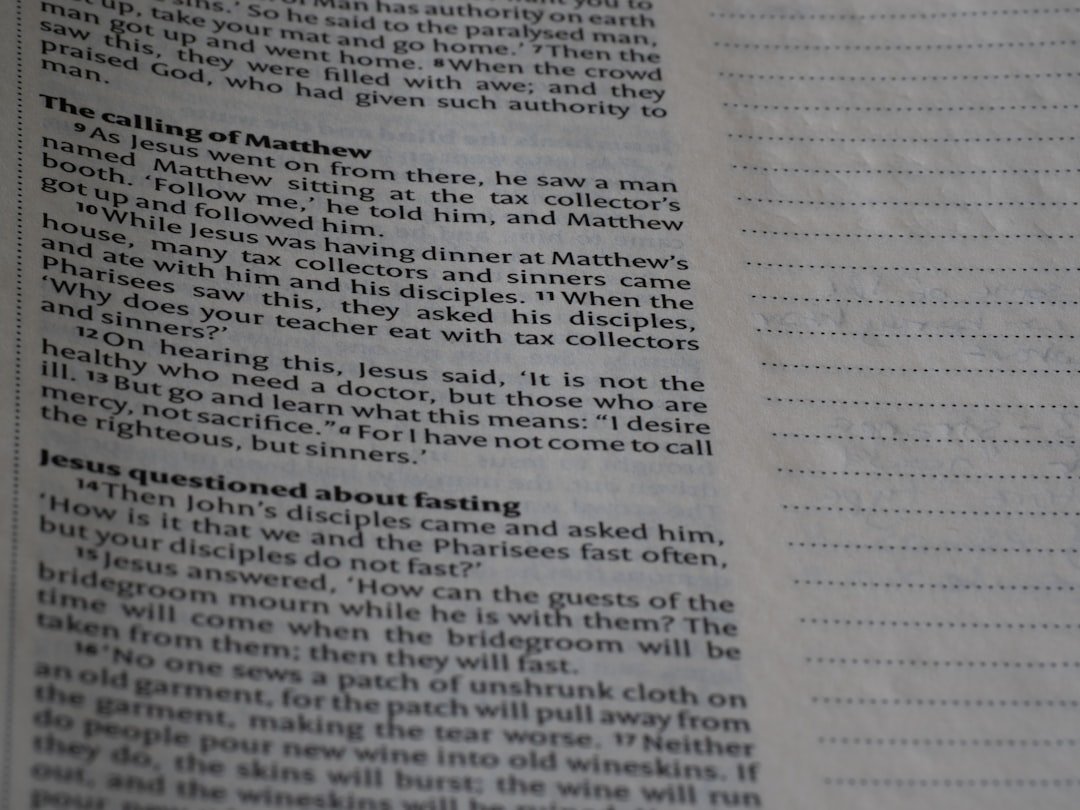 sins.' So he said to the paralysed man,
Man has authority on earth
up, take your mat and go home.' 7 Then the
man got up and went home. 8 When the crowd
saw this, they were filled with awe; and they
praised God, who had given such authority to
man.
The calling of Matthew
9 As Jesus went on from there, he saw a man
named Matthew sitting at the tax collector's
booth. 'Follow me,' he told him, and Matthew
got up and followed him.
10 While Jesus was having dinner at Matthew's
house, many tax collectors and sinners came
and ate with him and his disciples. 11 When the
Pharisees saw this, they asked his disciples,
'Why does your teacher eat with tax collectors
and sinners?'
12 On hearing this, Jesus said, 'It is not the
healthy who need a doctor, but those who are
ill. 13 But go and learn what this means: "I desire
mercy, not sacrifice."a For I have not come to call
the righteous, but sinners.'
Jesus questioned about fasting
14 Then John's disciples came and asked him,
'How is it that we and the Pharisees fast often,
but your disciples do not fast?'
15 Jesus answered, 'How can the guests of the
bridegroom mourn while he is with them? The
time will come when the bridegroom will be
taken from them; then they will fast.
16 'No one sews a patch of unshrunk cloth on
an old garment, for the patch will pull away from
the garment, making the tear worse. 17 Neither
do people pour new wine into old wineskins. If
they do, the skins will burst; the wine will run
out, and the wineskins will be